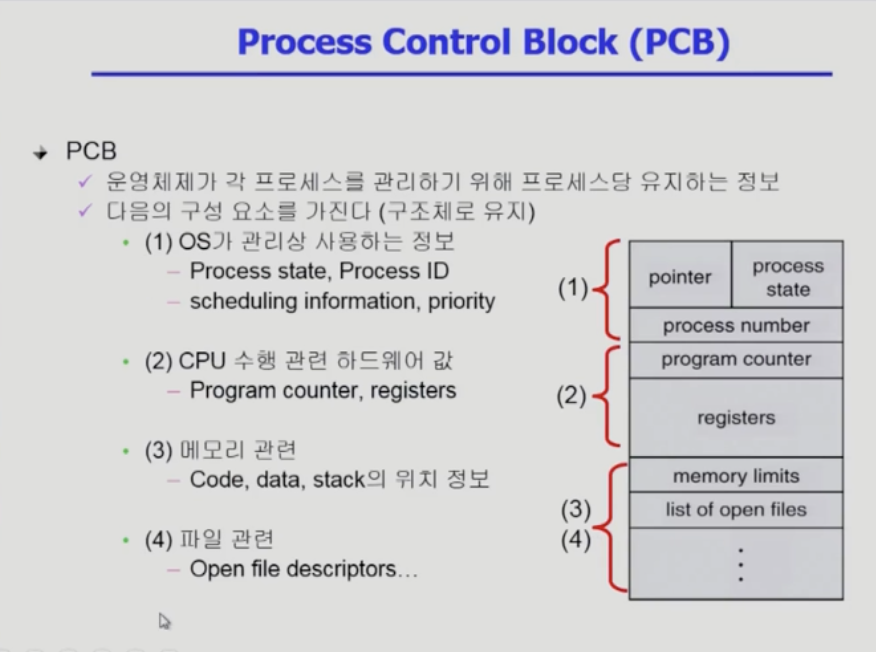 Process Control Block (PCB)
PCB
운영체제가 각 프로세스를 관리하기 위해 프로세스당 유지하는 정보
다음의 구성 요소를 가진다 (구조체로 유지)
(1) OS가 관리상 사용하는 정보
– Process state, Process ID
– scheduling information, priority
(2) CPU 수행 관련 하드웨어 값
– Program counter, registers
(3) 메모리 관련
– Code, data, stack의 위치 정보
(4) 파일 관련
– Open file descriptors...
(1)
pointer
process
state
process number
(2)
program counter
registers
(3)
(4)
memory limits
list of open files